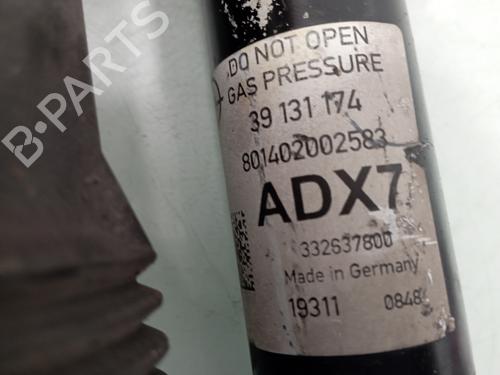 DO NOT OPEN
GAS PRESSURE
39 131 174
801402002583
ADX7
332637800
Made in Germany
19311 0848
B-PARTS